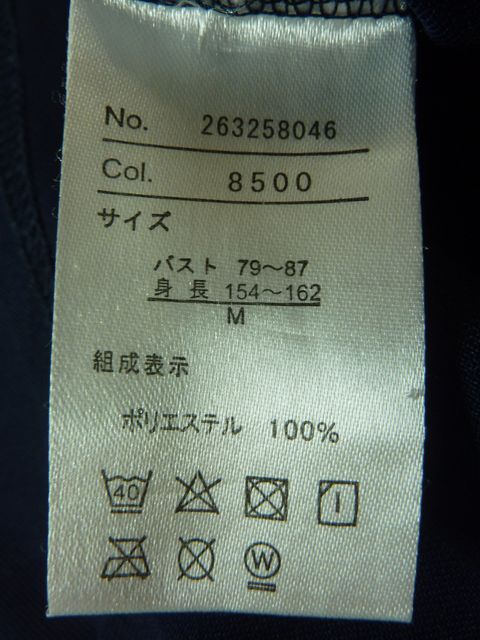 No. 263258046
Col. 8500
サイズ
バスト 79～87
身長 154～162
M
組成表示
ポリエステル 100%
40
W